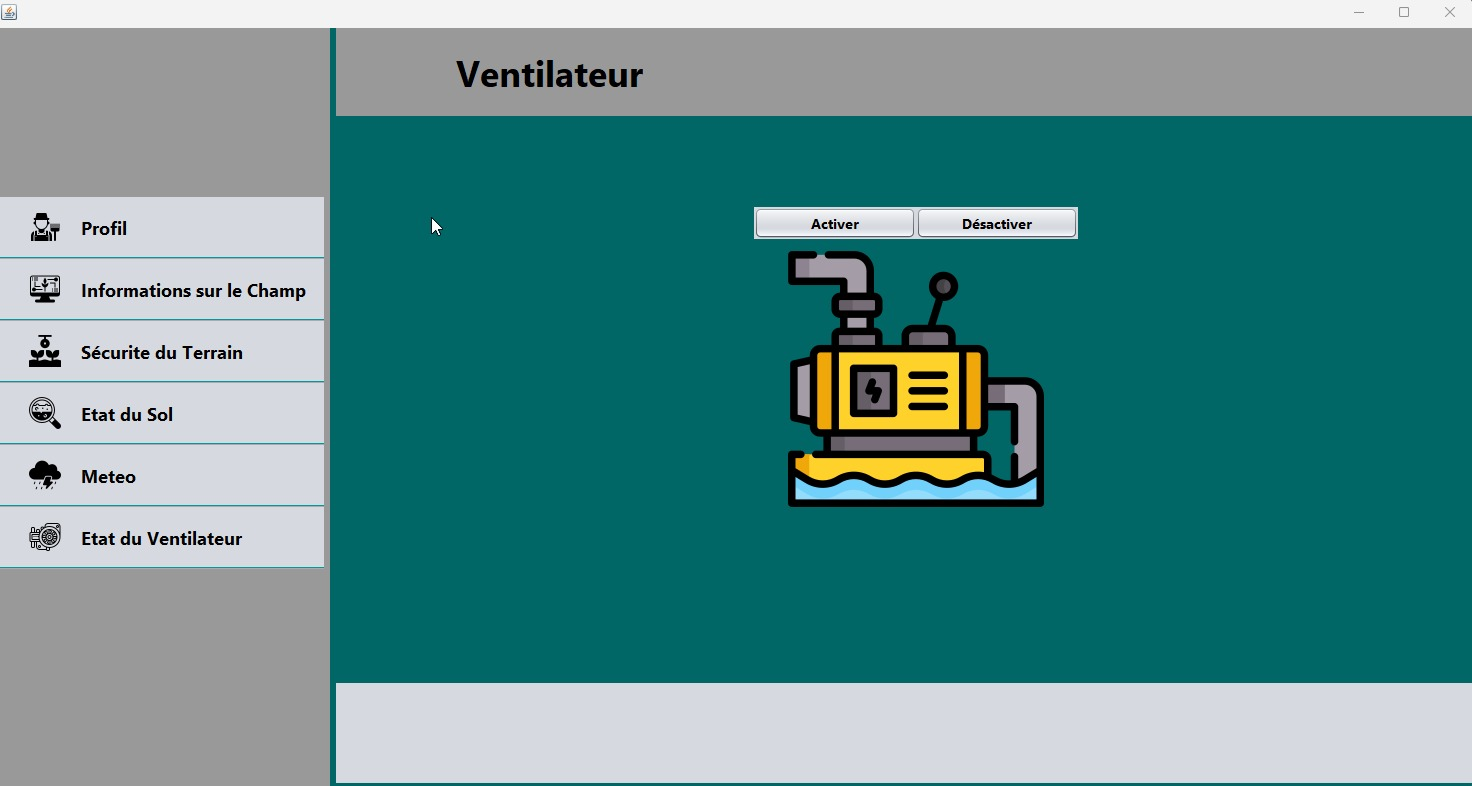 Ventilateur
Activer
Désactiver
Profil
Informations sur le Champ
Sécurite du Terrain
Etat du Sol
Meteo
Etat du Ventilateur